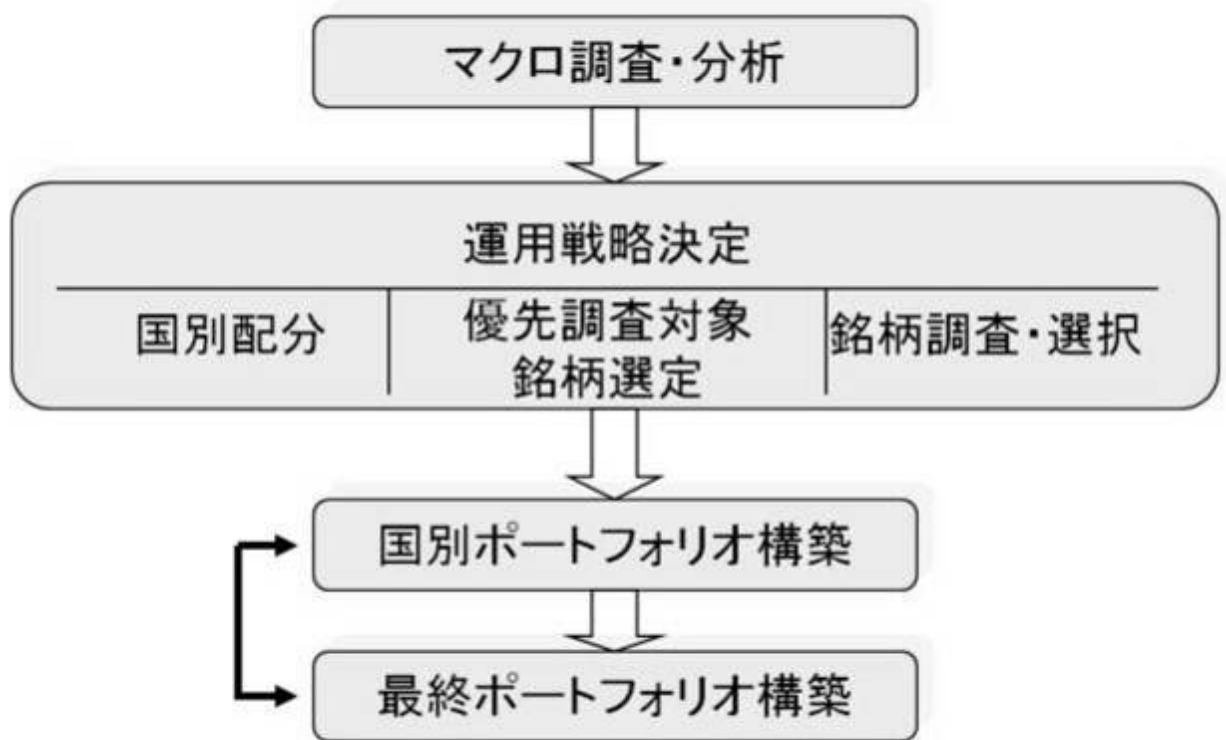 マクロ調査・分析
運用戦略決定
国別配分
優先調査対象
銘柄選定
銘柄調査・選択
国別ポートフォリオ構築
最終ポートフォリオ構築